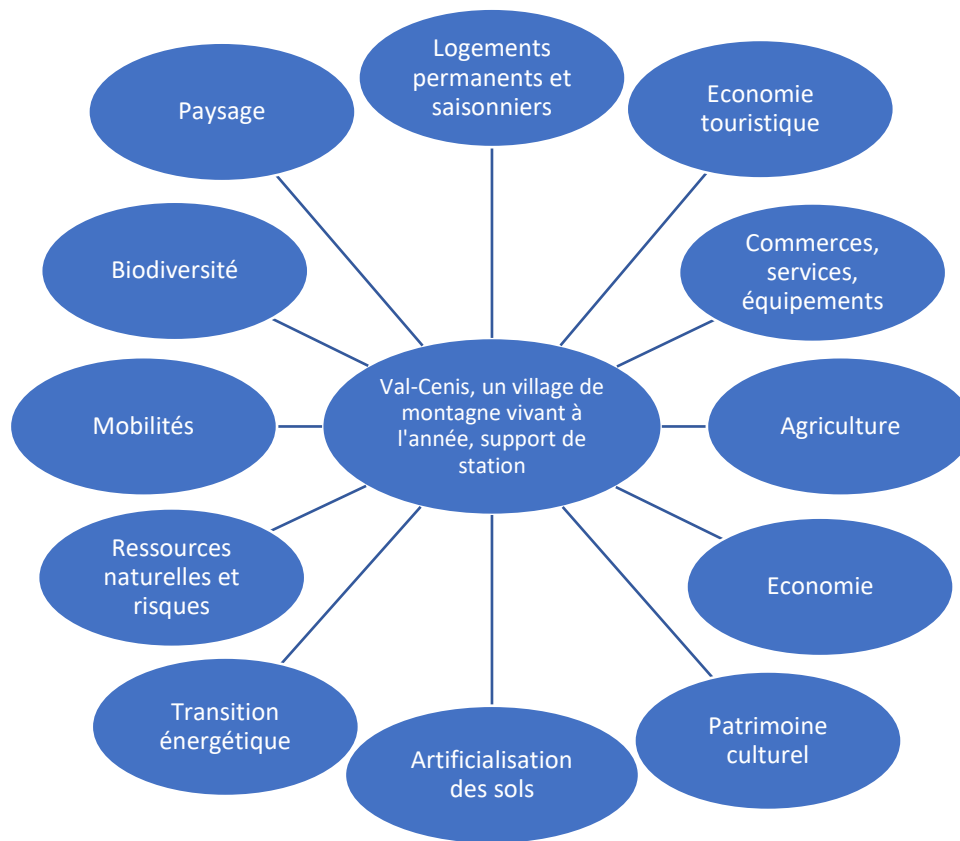 Logements
permanents et
saisonniers
Economie
touristique
Paysage
Commerces,
services,
équipements
Biodiversité
Val-Cenis, un village de
montagne vivant à
l'année, support de
station
Mobilités
Agriculture
Ressources
naturelles et
risques
Economie
Transition
énergétique
Patrimoine
culturel
Artificialisation
des sols